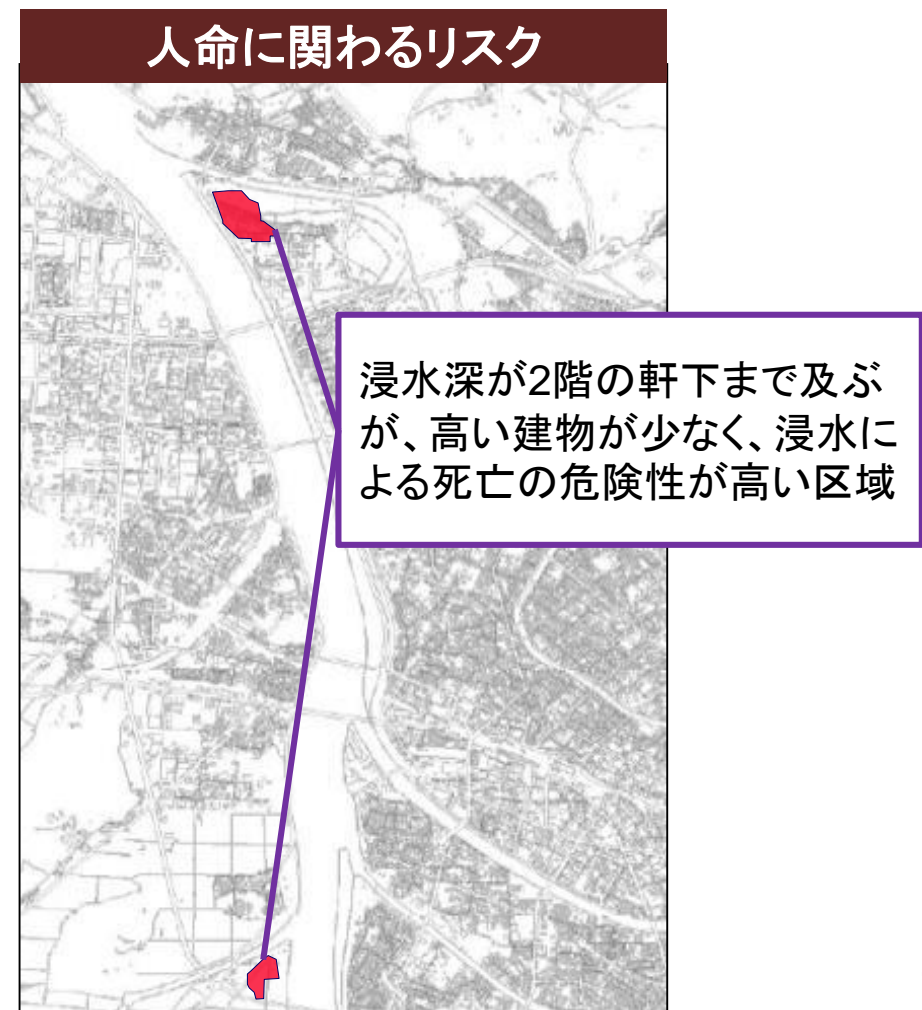 人命に関わるリスク
浸水深が2階の軒下まで及ぶ
が、高い建物が少なく、浸水に
よる死亡の危険性が高い区域